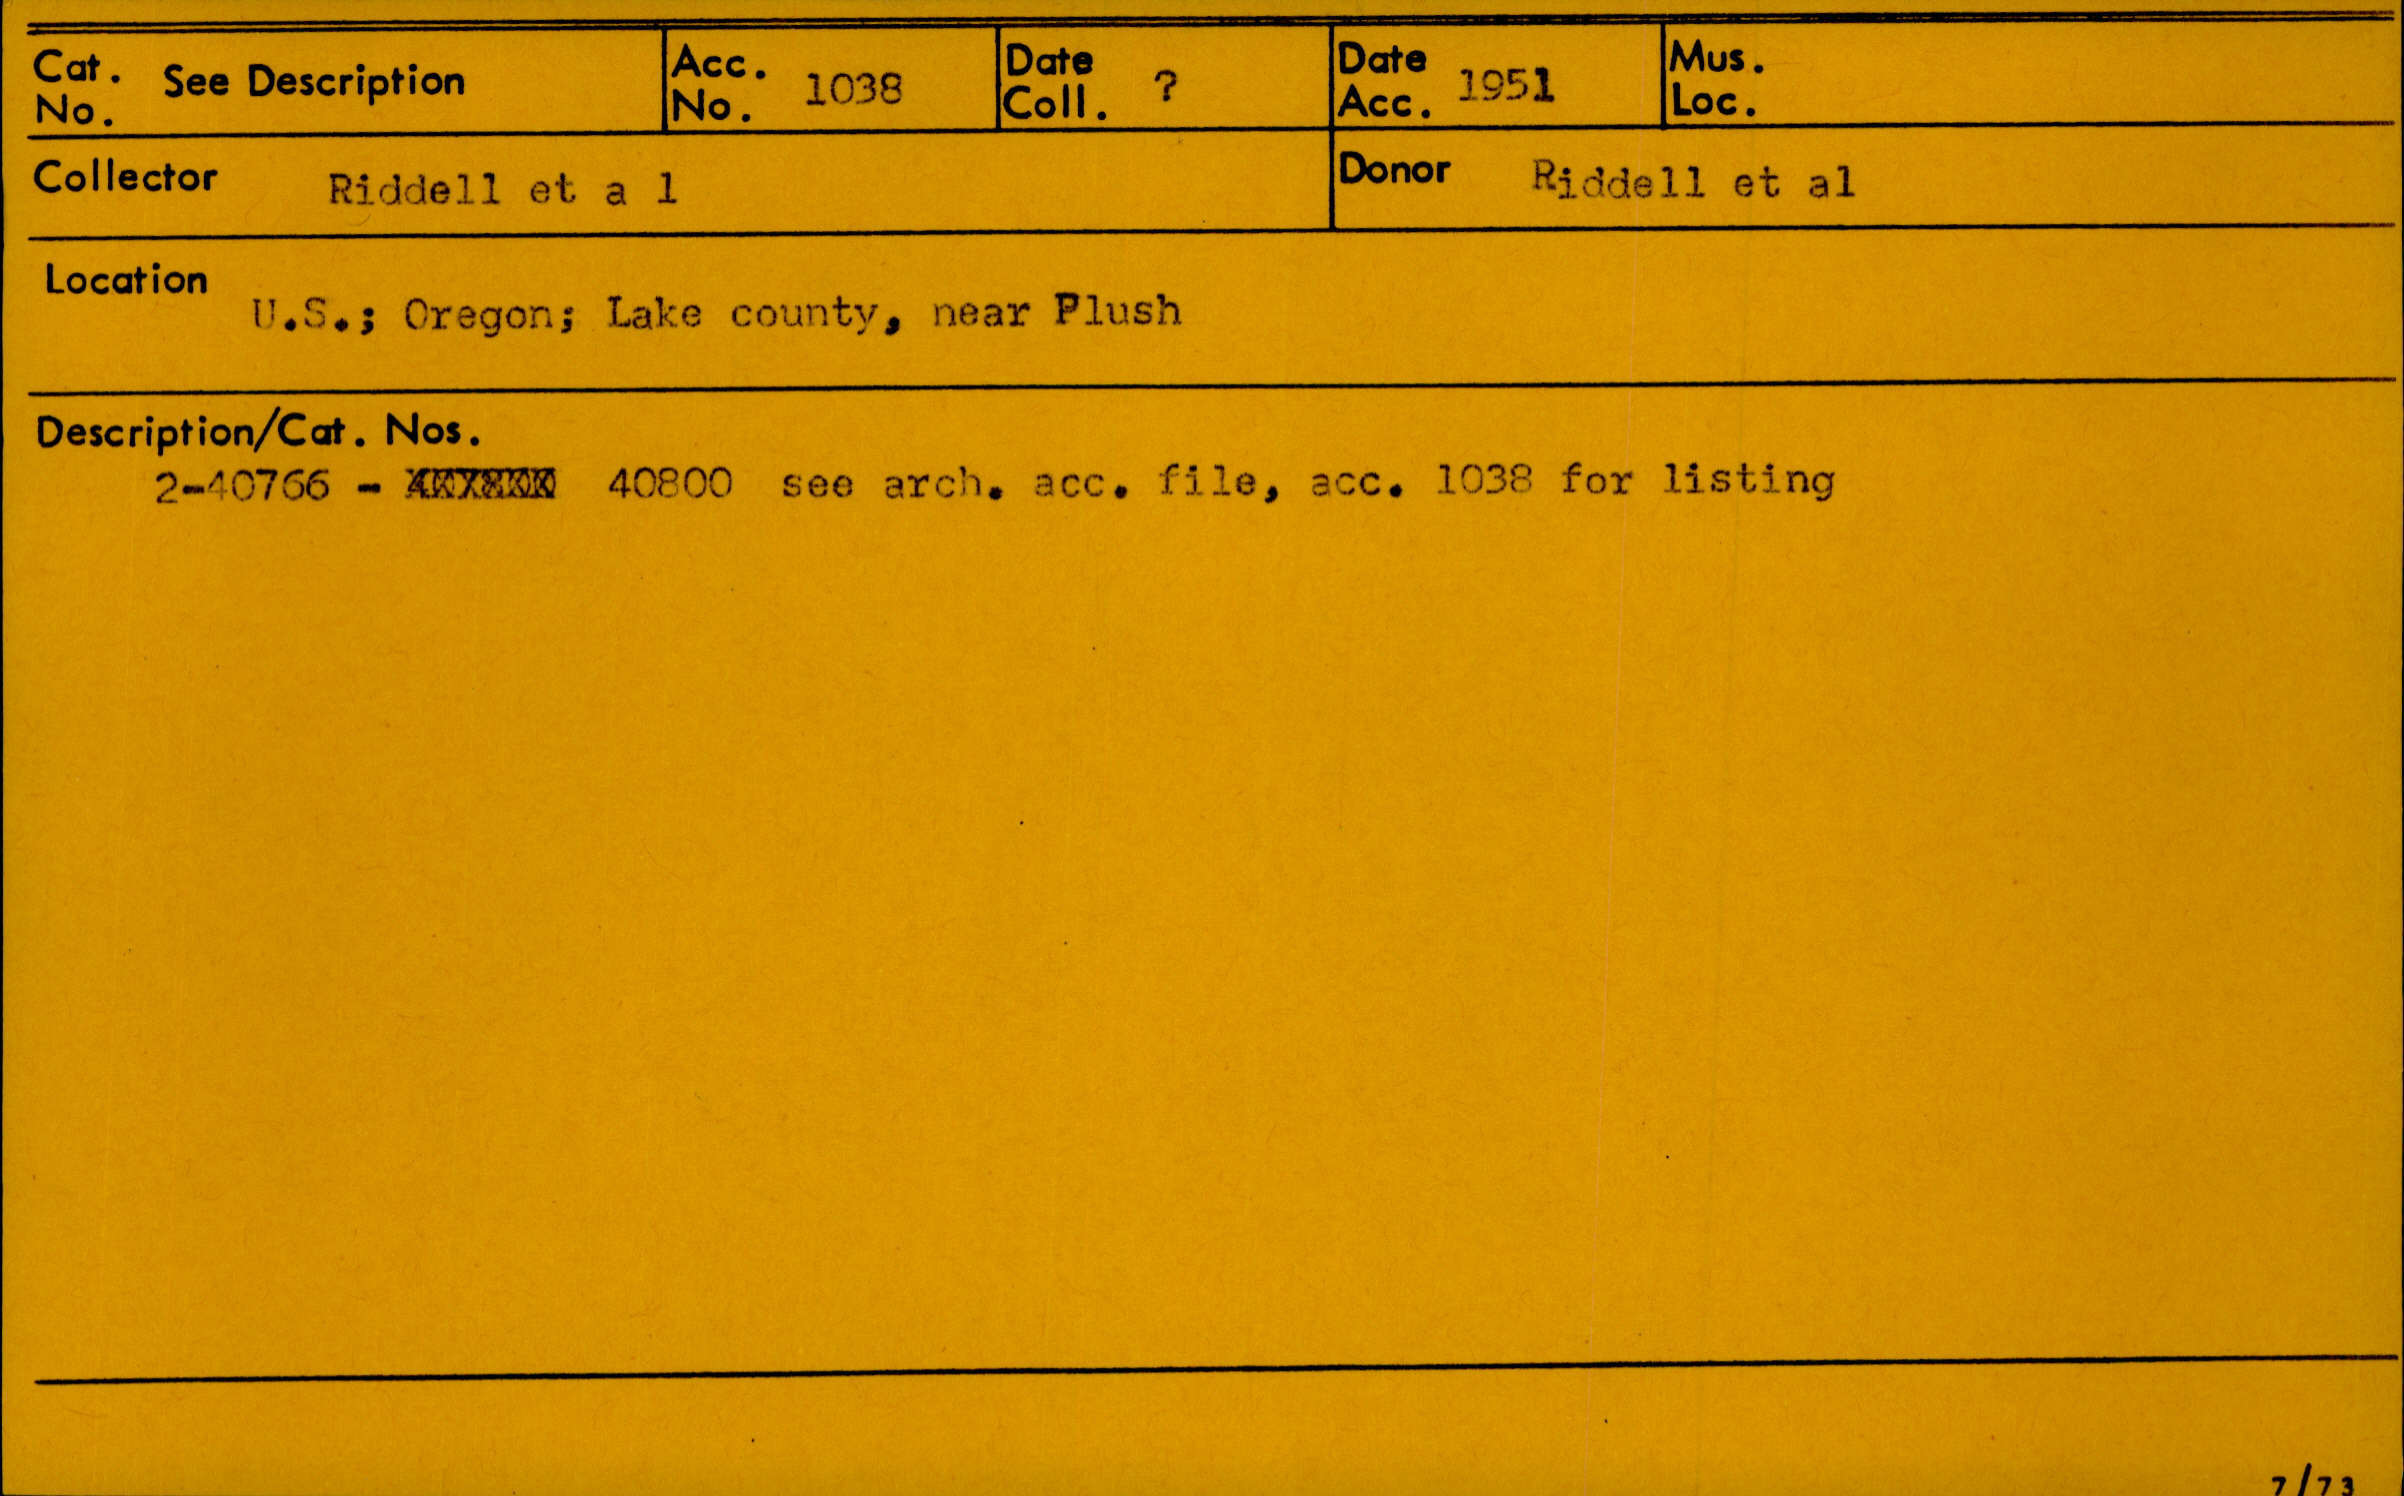 Cat. No. See Description Acc. No. 1038 Date Coll. ? Date Acc. 1951 Mus. Loc.
Collector Riddell et a l Donor Riddell et al
Location
U.S.; Oregon; Lake county, near Plush
Description/Cat. Nos.
2-40766 - 40800 see arch. acc. file, acc. 1038 for listing
7/73